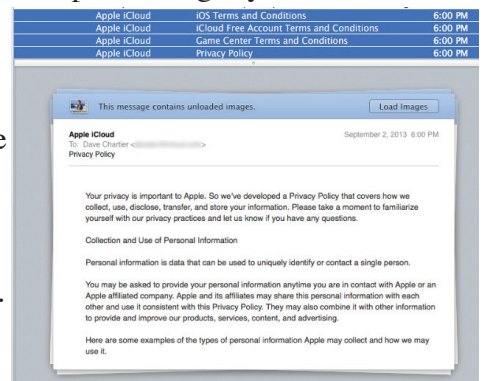 Apple iCloud iOS Terms and Conditions 6:00 PM
Apple iCloud iCloud Free Account Terms and Conditions 6:00 PM
Apple iCloud Game Center Terms and Conditions 6:00 PM
Apple iCloud Privacy Policy 6:00 PM
This message contains unloaded images. Load Images
Apple iCloud September 2, 2013 6:00 PM
To: Dave Chartier
Privacy Policy
Your privacy is important to Apple. So we've developed a Privacy Policy that covers how we
collect, use, disclose, transfer, and store your information. Please take a moment to familiarize
yourself with our privacy practices and let us know if you have any questions.
Collection and Use of Personal Information
Personal information is data that can be used to uniquely identify or contact a single person.
You may be asked to provide your personal information anytime you are in contact with Apple or an
Apple affiliated company. Apple and its affiliates may share this personal information with each
other and use it consistent with this Privacy Policy. They may also combine it with other information
to provide and improve our products, services, content, and advertising.
Here are some examples of the types of personal information Apple may collect and how we may
use it.